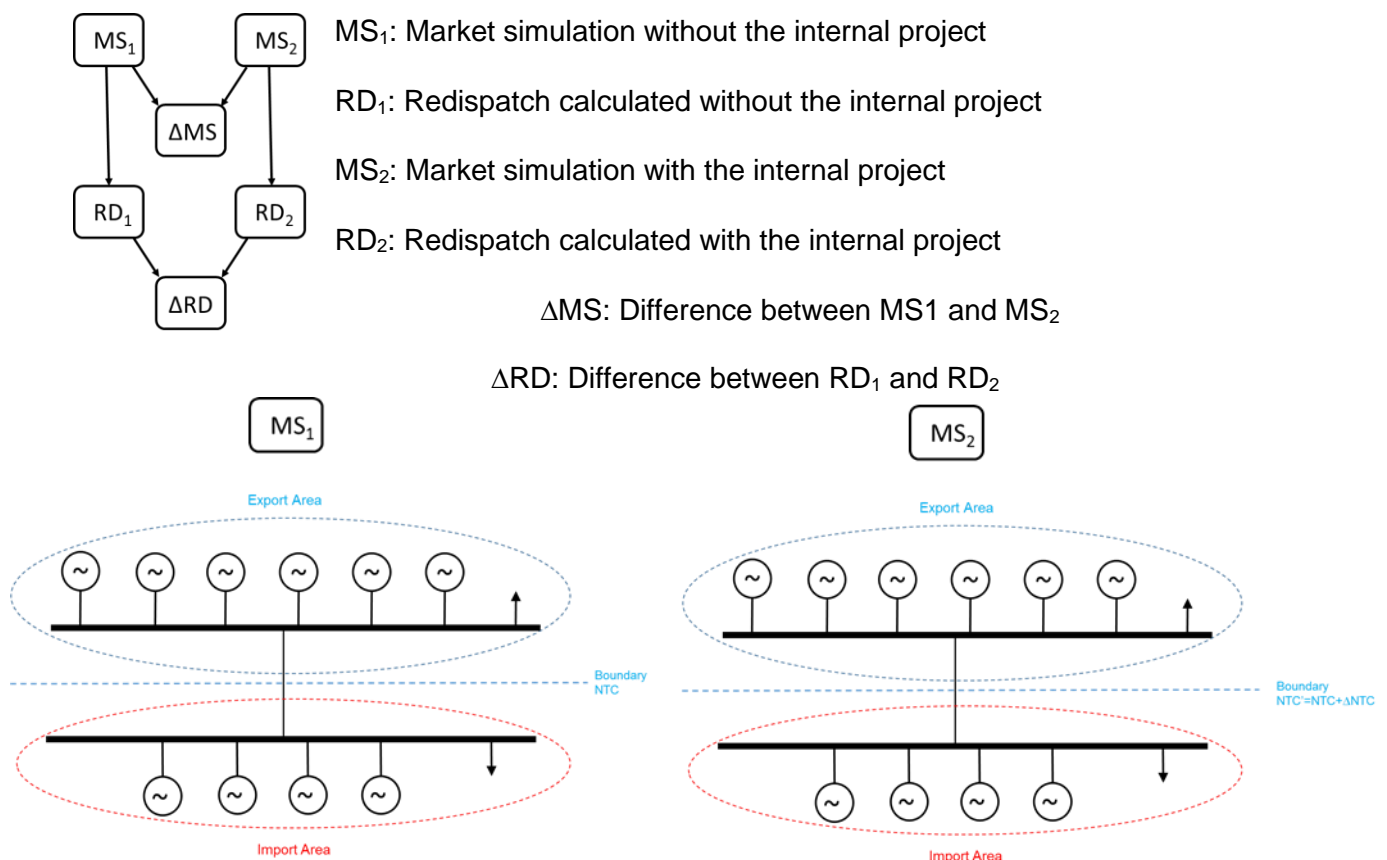 MS₁
MS₂
ΔMS
RD₁
RD₂
ΔRD
MS₁: Market simulation without the internal project
RD₁: Redispatch calculated without the internal project
MS₂: Market simulation with the internal project
RD₂: Redispatch calculated with the internal project
ΔMS: Difference between MS1 and MS₂
ΔRD: Difference between RD₁ and RD₂
MS₁
Export Area
~ ~ ~ ~ ~ ~
Boundary
NTC
~ ~ ~ ~
Import Area
MS₂
Export Area
~ ~ ~ ~ ~ ~
Boundary
NTC'=NTC+ΔNTC
~ ~ ~ ~
Import Area